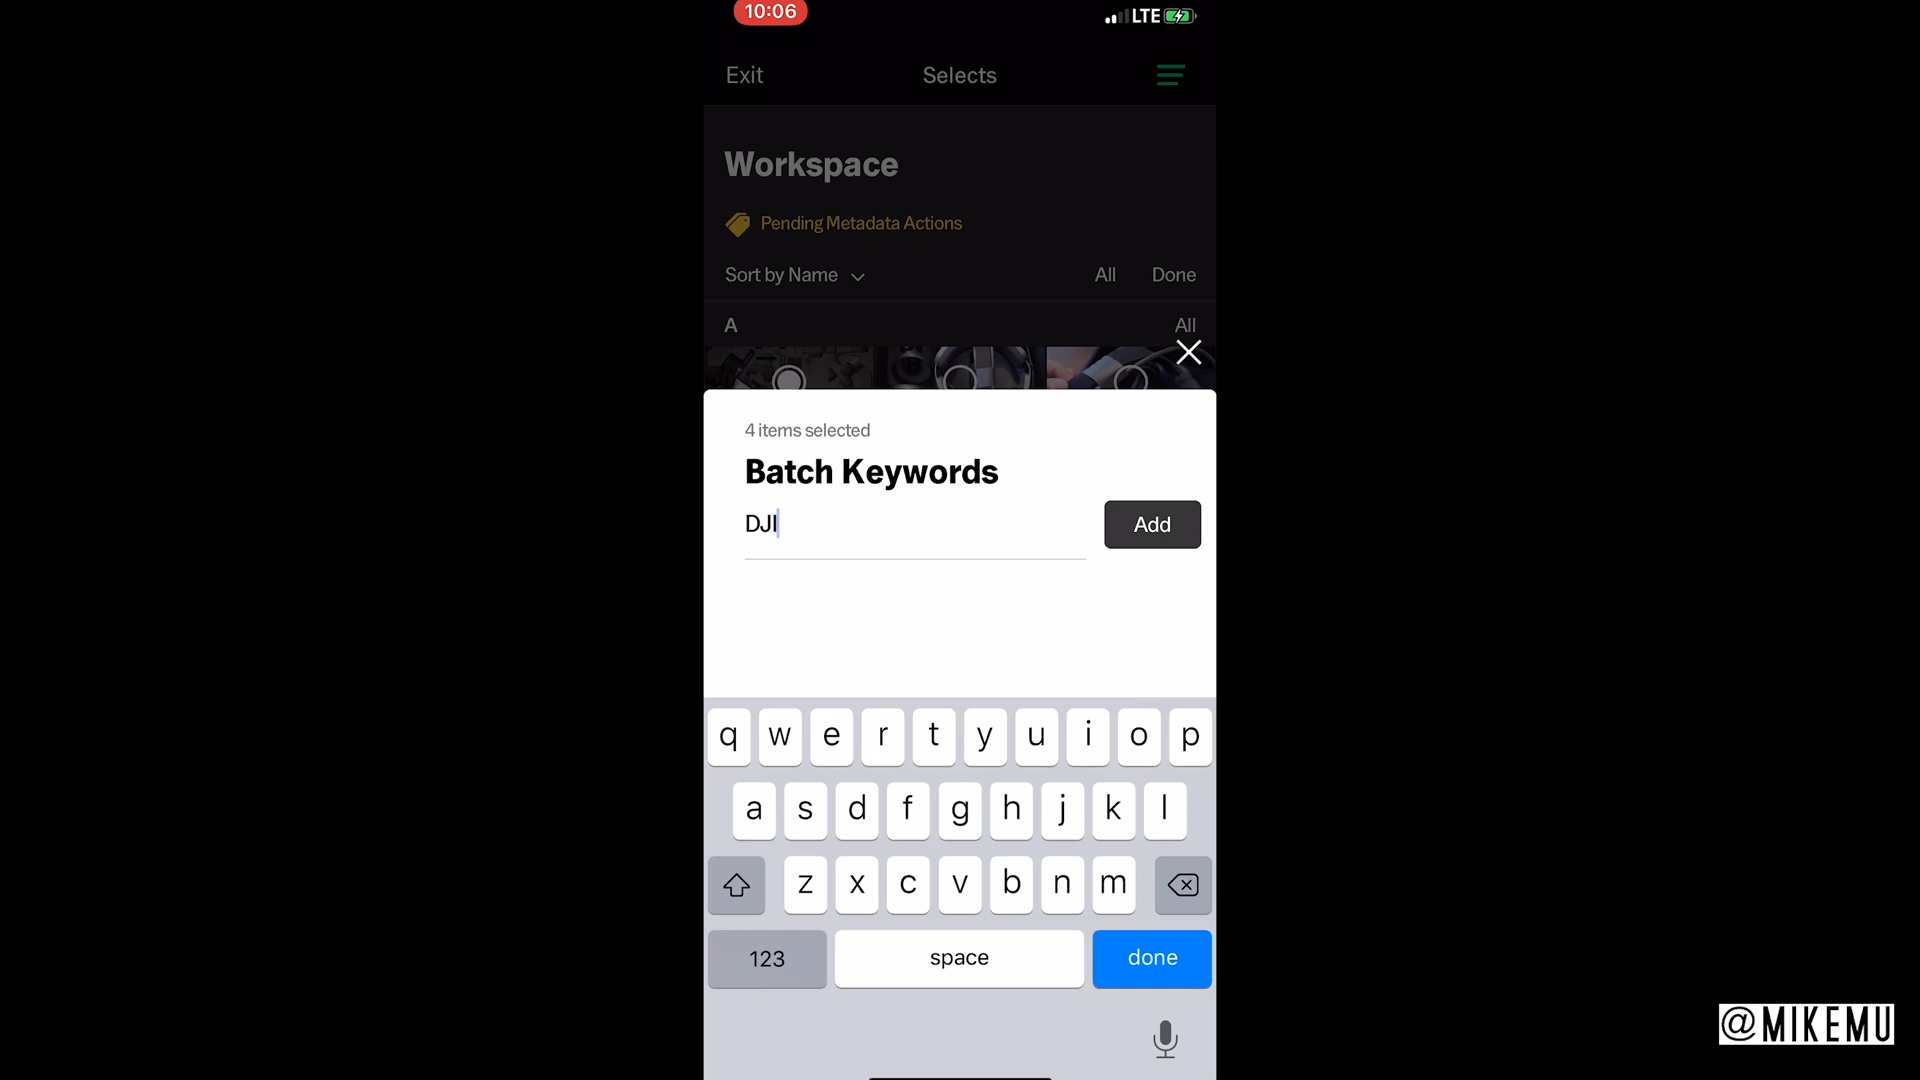 10:06
LTE
Exit
Selects
Workspace
Pending Metadata Actions
Sort by Name
All
Done
A
All
4 items selected
Batch Keywords
DJI
Add
q w e r t y u i o p
a s d f g h j k l
z x c v b n m
123
space
done
@MIKEMU